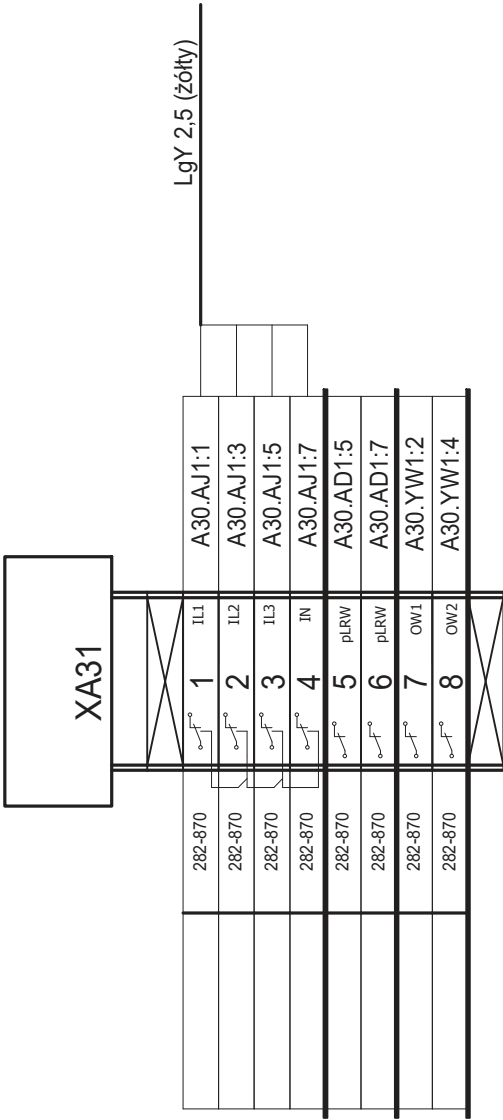 LgY 2,5 (żółty)
XA31
282-870 1 IL1 A30.AJ1:1
282-870 2 IL2 A30.AJ1:3
282-870 3 IL3 A30.AJ1:5
282-870 4 IN A30.AJ1:7
282-870 5 pLRW A30.AD1:5
282-870 6 pLRW A30.AD1:7
282-870 7 OW1 A30.YW1:2
282-870 8 OW2 A30.YW1:4